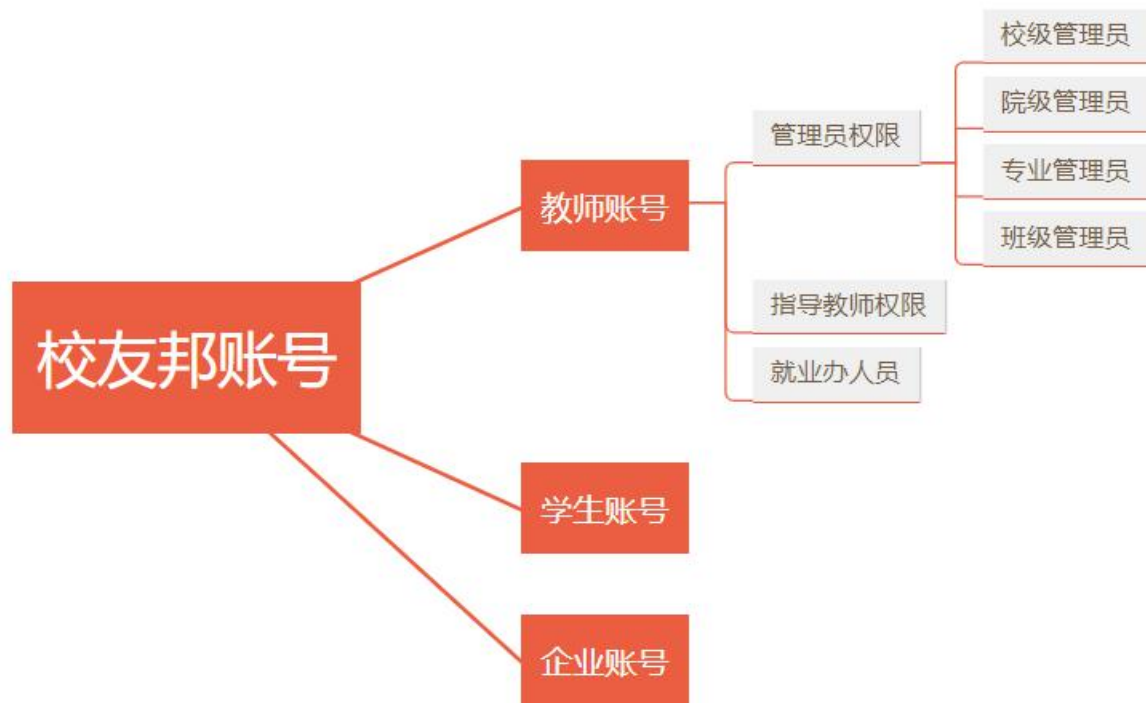 校友邦账号
教师账号
管理员权限
校级管理员
院级管理员
专业管理员
班级管理员
指导教师权限
就业办人员
学生账号
企业账号